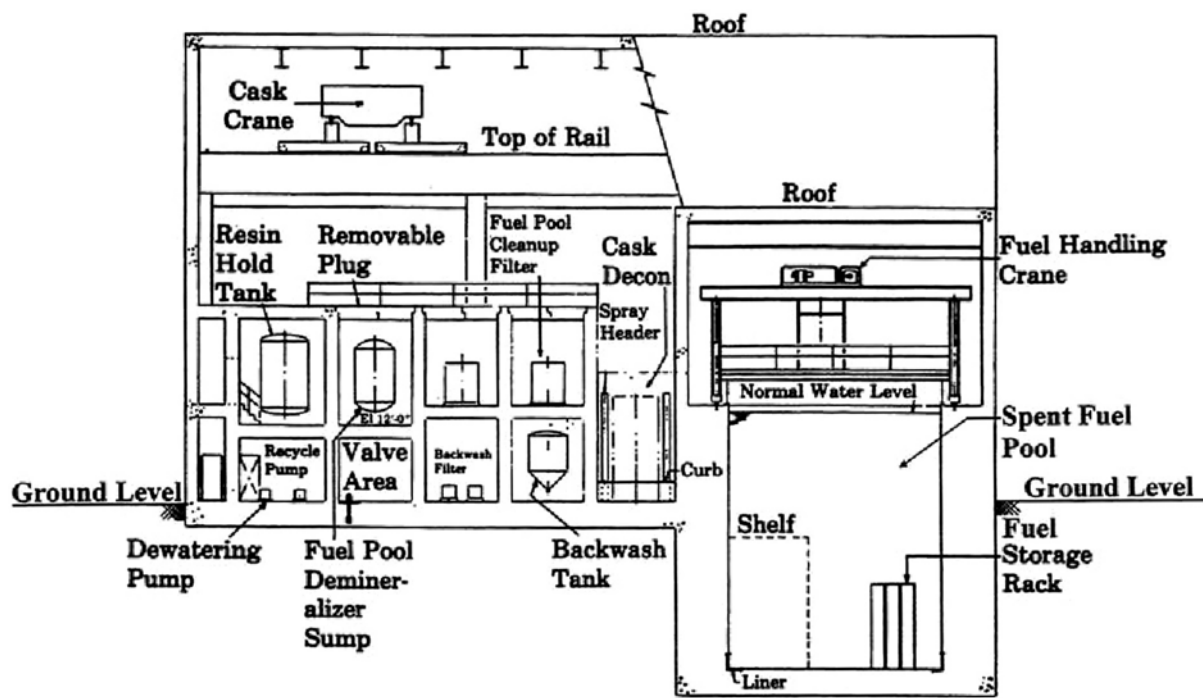 Roof
Cask
Crane
Top of Rail
Roof
Resin
Hold
Tank
Removable
Plug
Fuel Pool
Cleanup
Filter
Cask
Decon
Spray
Header
Fuel Handling
Crane
Normal Water Level
El 12'-0"
Spent Fuel
Pool
Recycle
Pump
Valve
Area
Backwash
Filter
Curb
Ground Level
Ground Level
Dewatering
Pump
Fuel Pool
Deminer-
alizer
Sump
Backwash
Tank
Shelf
Fuel
Storage
Rack
Liner